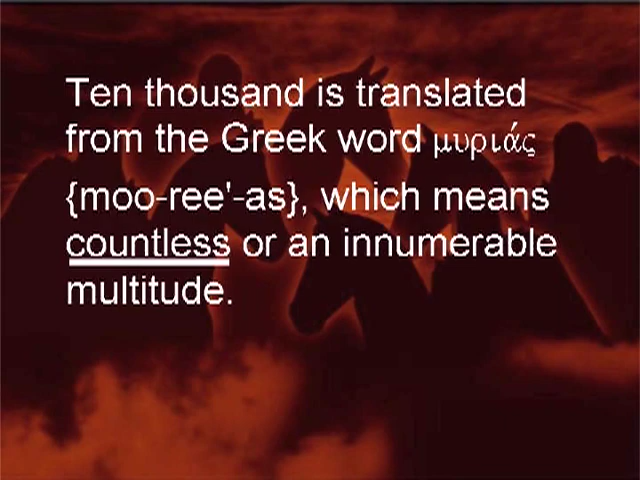 Ten thousand is translated
from the Greek word μυριάς
{moo-ree'-as}, which means
countless or an innumerable
multitude.